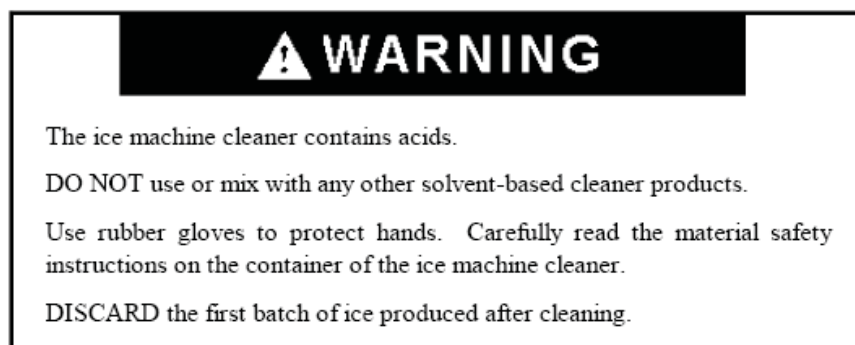 WARNING
The ice machine cleaner contains acids.
DO NOT use or mix with any other solvent-based cleaner products.
Use rubber gloves to protect hands.  Carefully read the material safety
instructions on the container of the ice machine cleaner.
DISCARD the first batch of ice produced after cleaning.